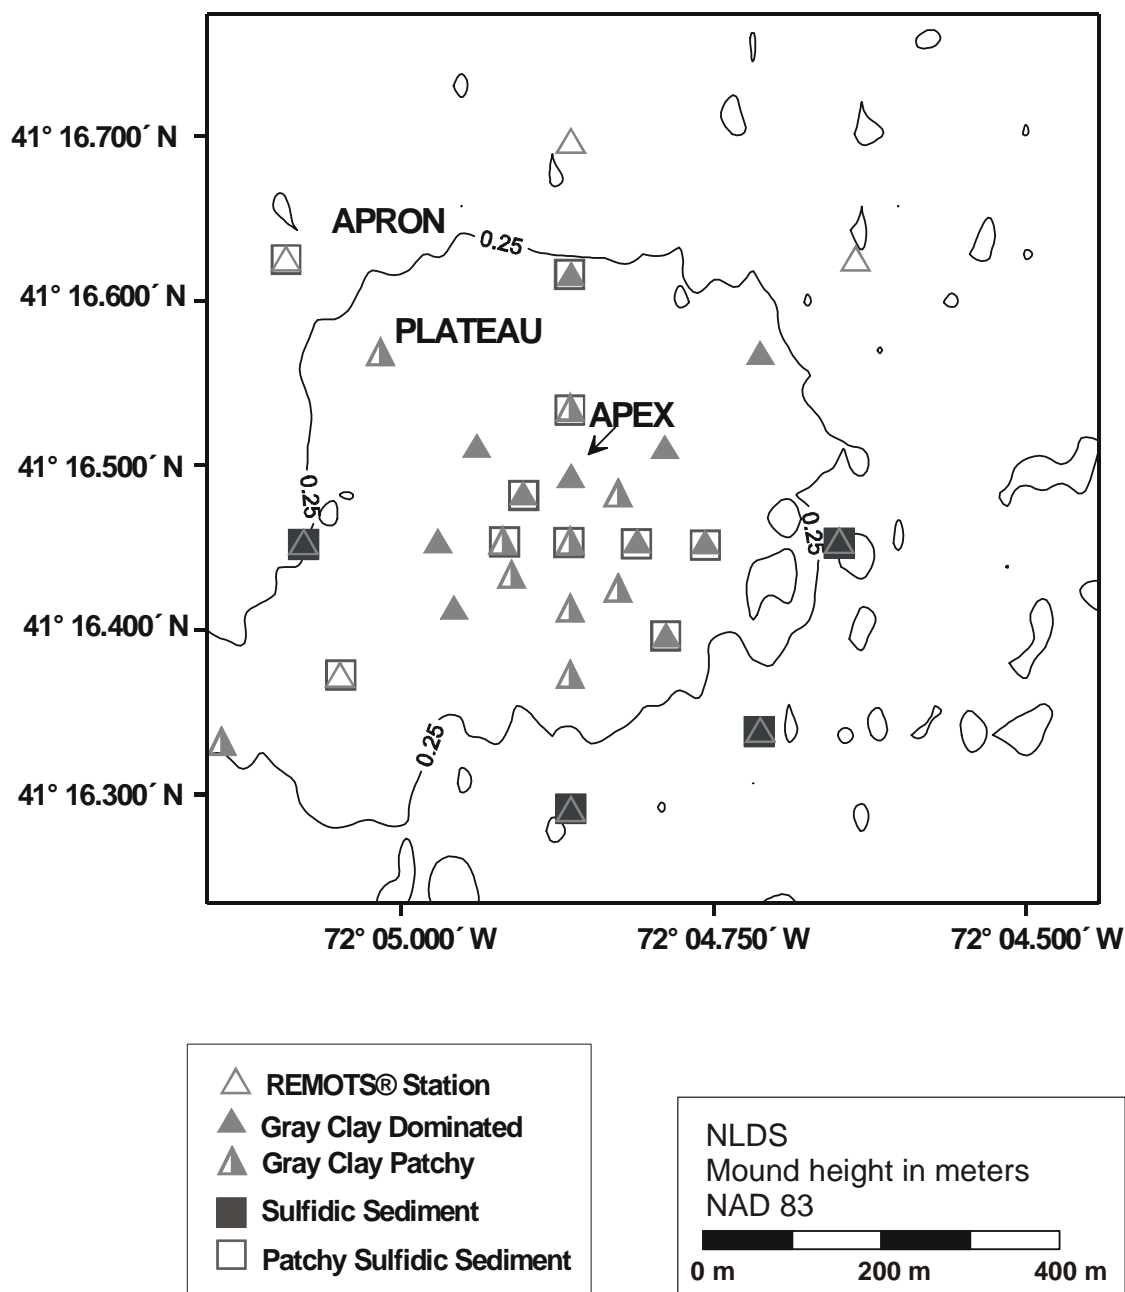 41° 16.700´ N
APRON
0.25
41° 16.600´ N
PLATEAU
APEX
41° 16.500´ N
0.25
0.25
41° 16.400´ N
0.25
41° 16.300´ N
72° 05.000´ W
72° 04.750´ W
72° 04.500´ W
REMOTS® Station
Gray Clay Dominated
Gray Clay Patchy
Sulfidic Sediment
Patchy Sulfidic Sediment
NLDS
Mound height in meters
NAD 83
0 m
200 m
400 m